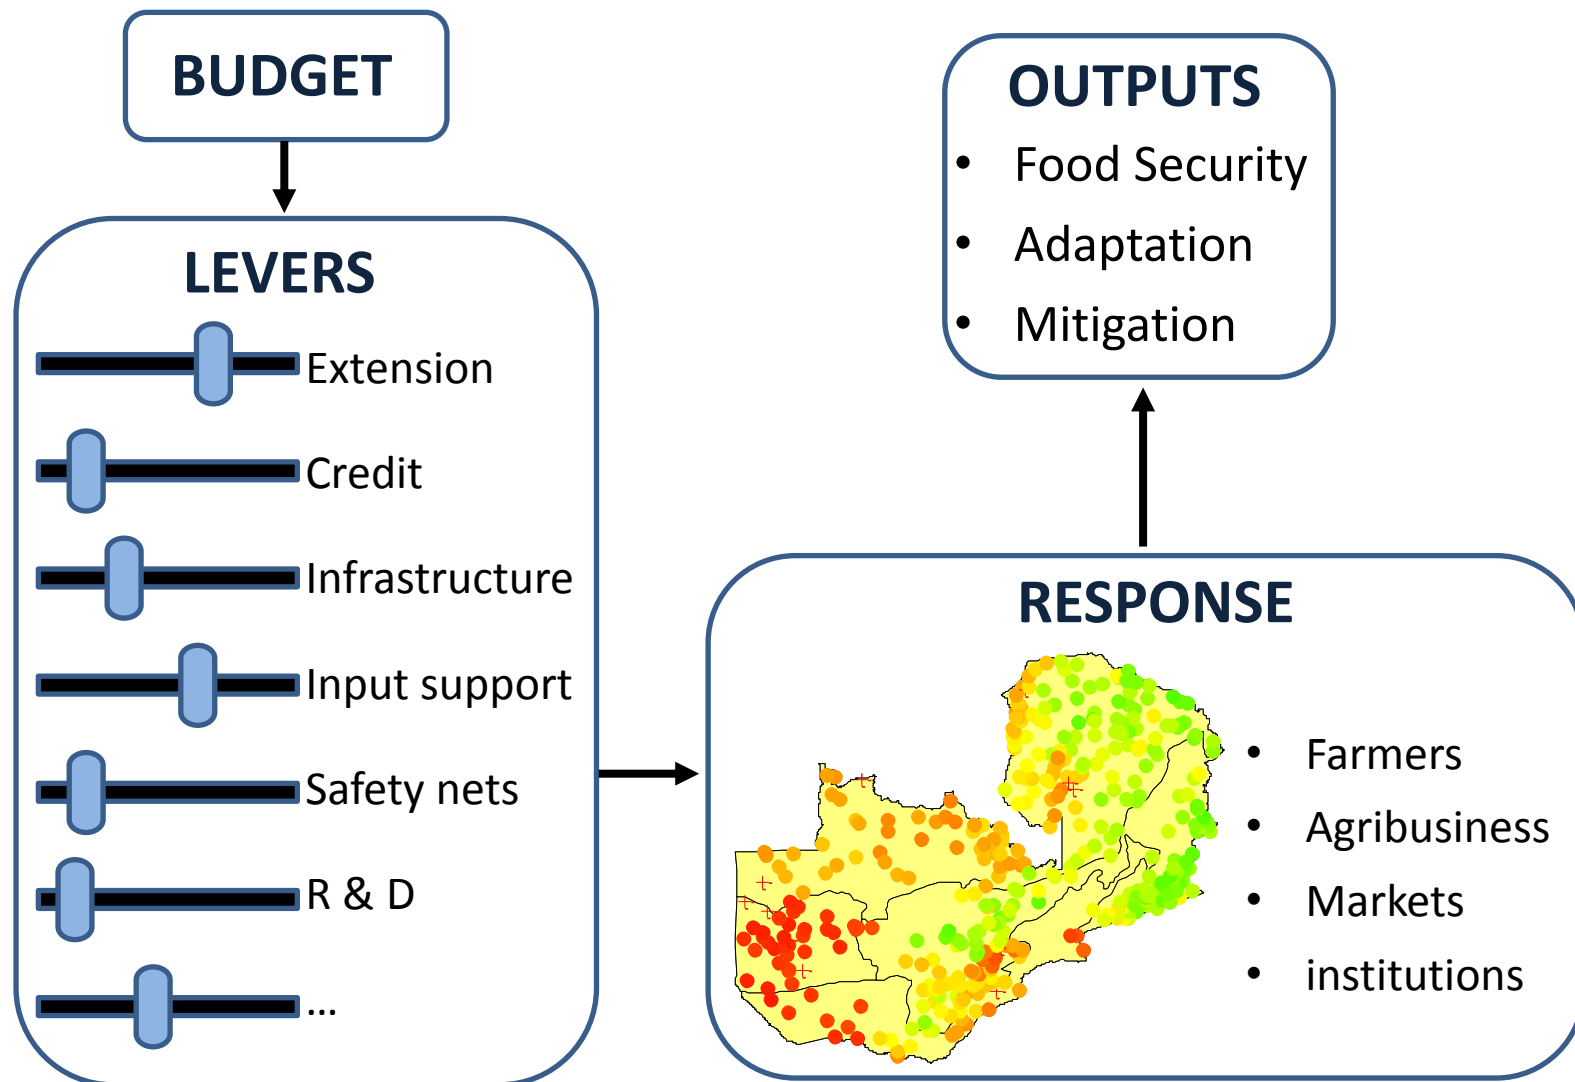 BUDGET
LEVERS
Extension
Credit
Infrastructure
Input support
Safety nets
R & D
...
RESPONSE
• Farmers
• Agribusiness
• Markets
• institutions
OUTPUTS
• Food Security
• Adaptation
• Mitigation